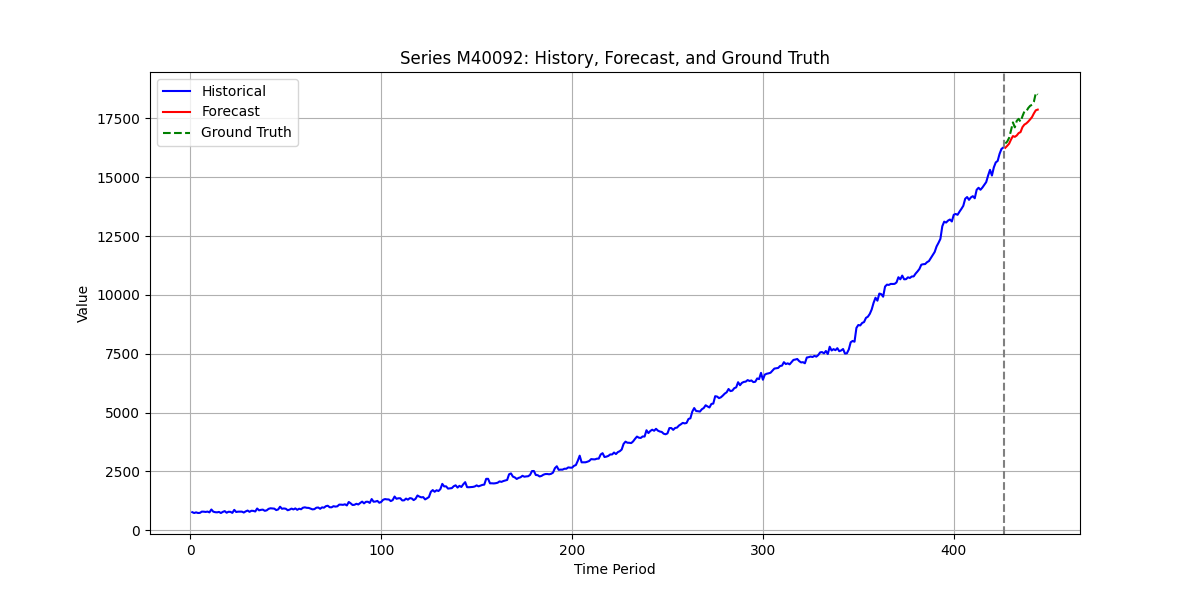 Series M40092: History, Forecast, and Ground Truth
Historical
Forecast
Ground Truth
17500
15000
12500
10000
7500
5000
2500
0
Value
0 100 200 300 400
Time Period